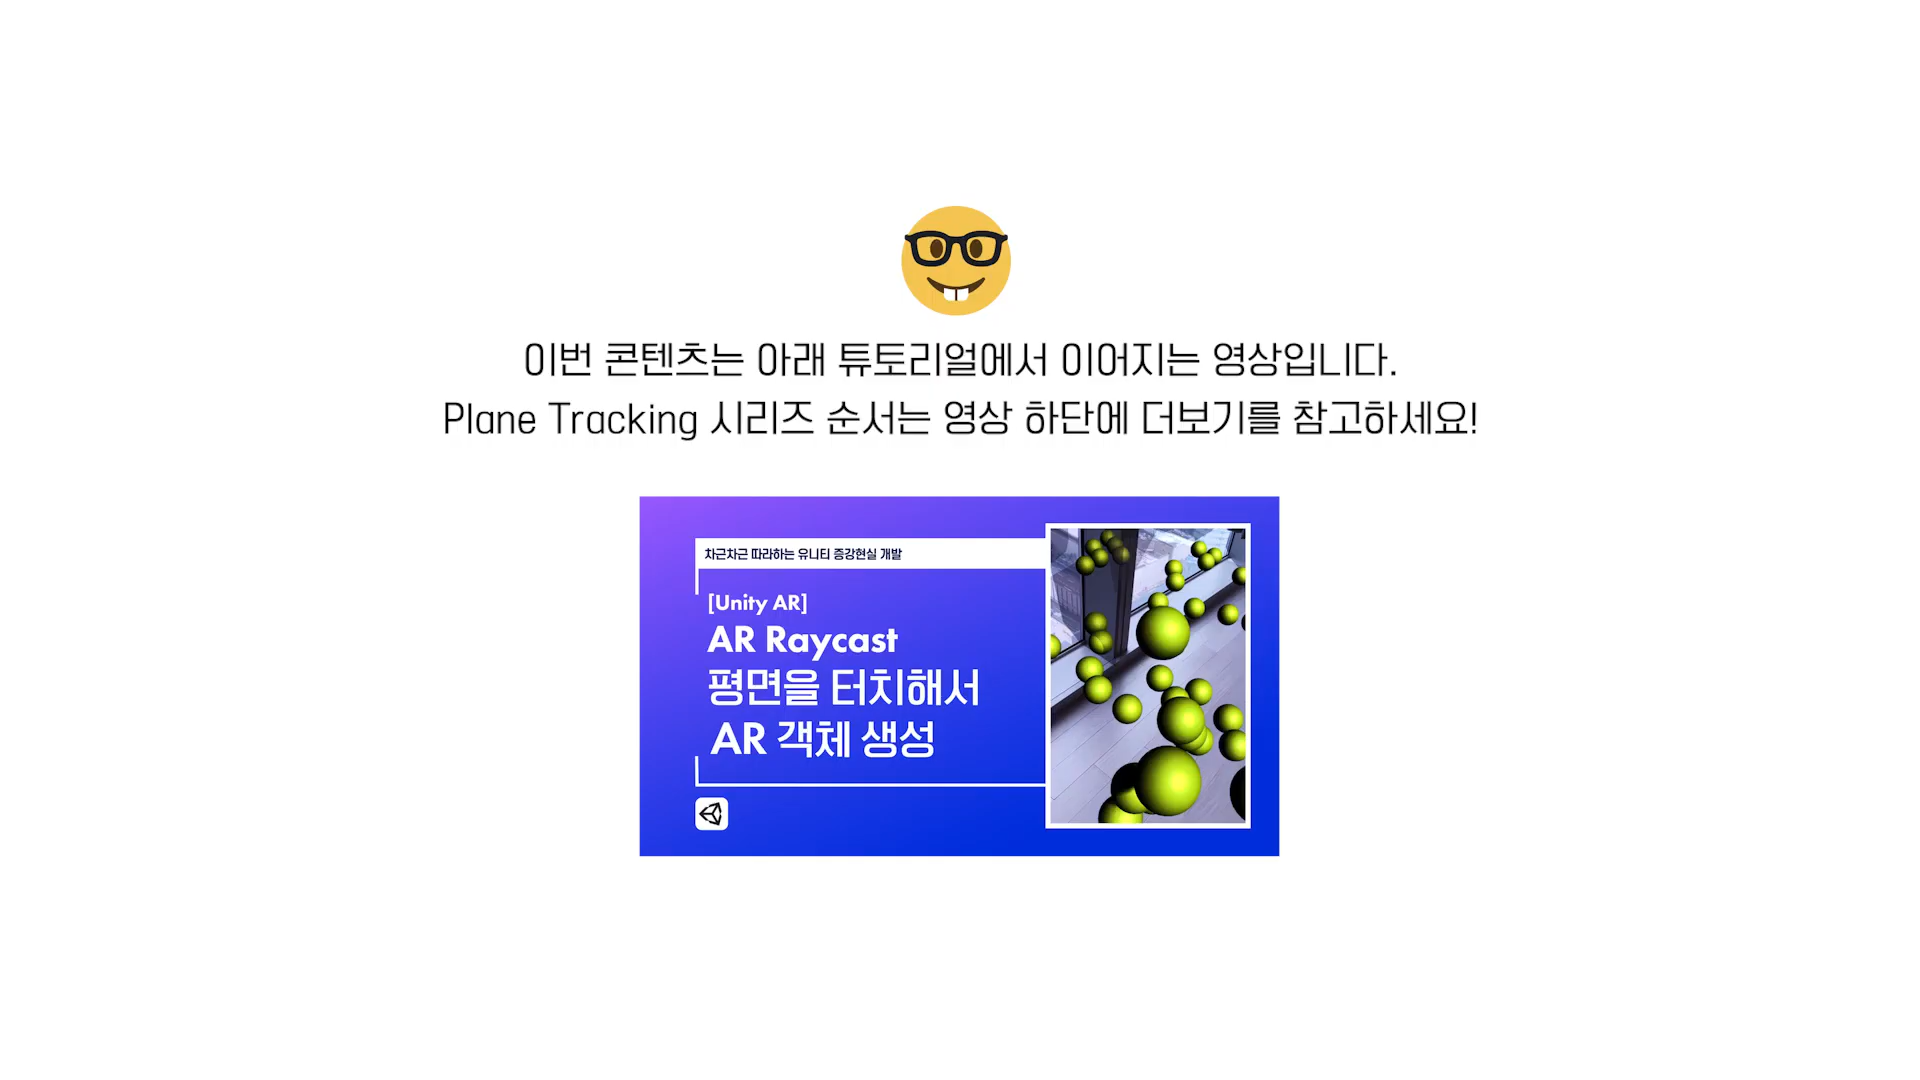 이번 콘텐츠는 아래 튜토리얼에서 이어지는 영상입니다.
Plane Tracking 시리즈 순서는 영상 하단에 더보기를 참고하세요!
차근차근 따라하는 유니티 증강현실 개발
[Unity AR]
AR Raycast
평면을 터치해서
AR 객체 생성